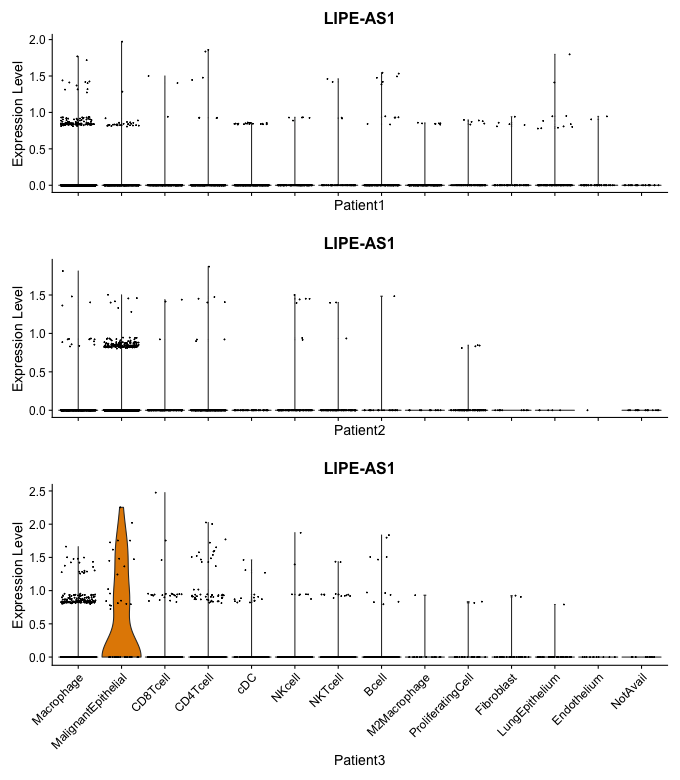 LIPE-AS1
Expression Level
2.0
1.5
1.0
0.5
0.0
Patient1
LIPE-AS1
Expression Level
1.5
1.0
0.5
0.0
Patient2
LIPE-AS1
Expression Level
2.5
2.0
1.5
1.0
0.5
0.0
Macrophage
MalignantEpithelial
CD8Tcell
CD4Tcell
cDC
NKcell
NKTcell
Bcell
M2Macrophage
ProliferatingCell
Fibroblast
LungEpithelium
Endothelium
NotAvail
Patient3